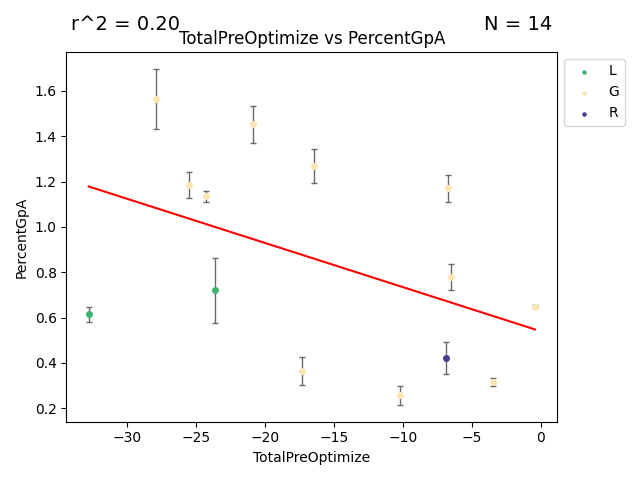 r^2 = 0.20
N = 14
TotalPreOptimize vs PercentGpA
L
G
R
1.6
1.4
1.2
1.0
0.8
0.6
0.4
0.2
PercentGpA
−30
−25
−20
−15
−10
−5
0
TotalPreOptimize